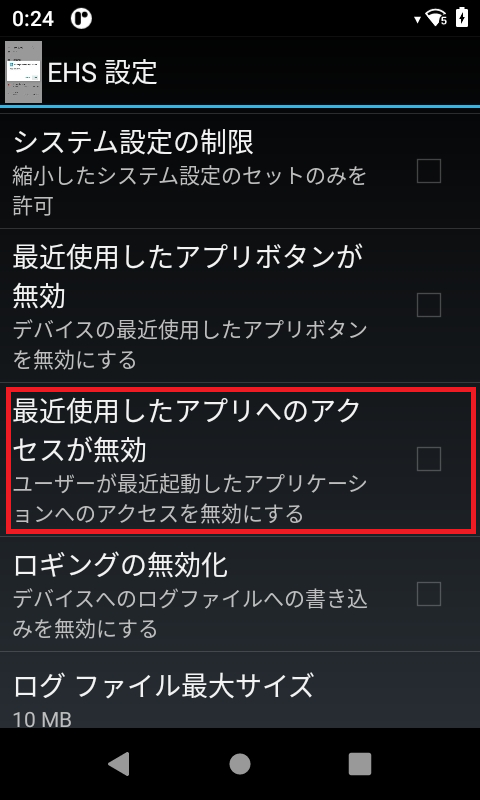 0:24
EHS 設定
システム設定の制限
縮小したシステム設定のセットのみを
許可
最近使用したアプリボタンが
無効
デバイスの最近使用したアプリボタン
を無効にする
最近使用したアプリへのアク
セスが無効
ユーザーが最近起動したアプリケーシ
ョンへのアクセスを無効にする
ロギングの無効化
デバイスへのログファイルへの書き込
みを無効にする
ログ ファイル最大サイズ
10 MB